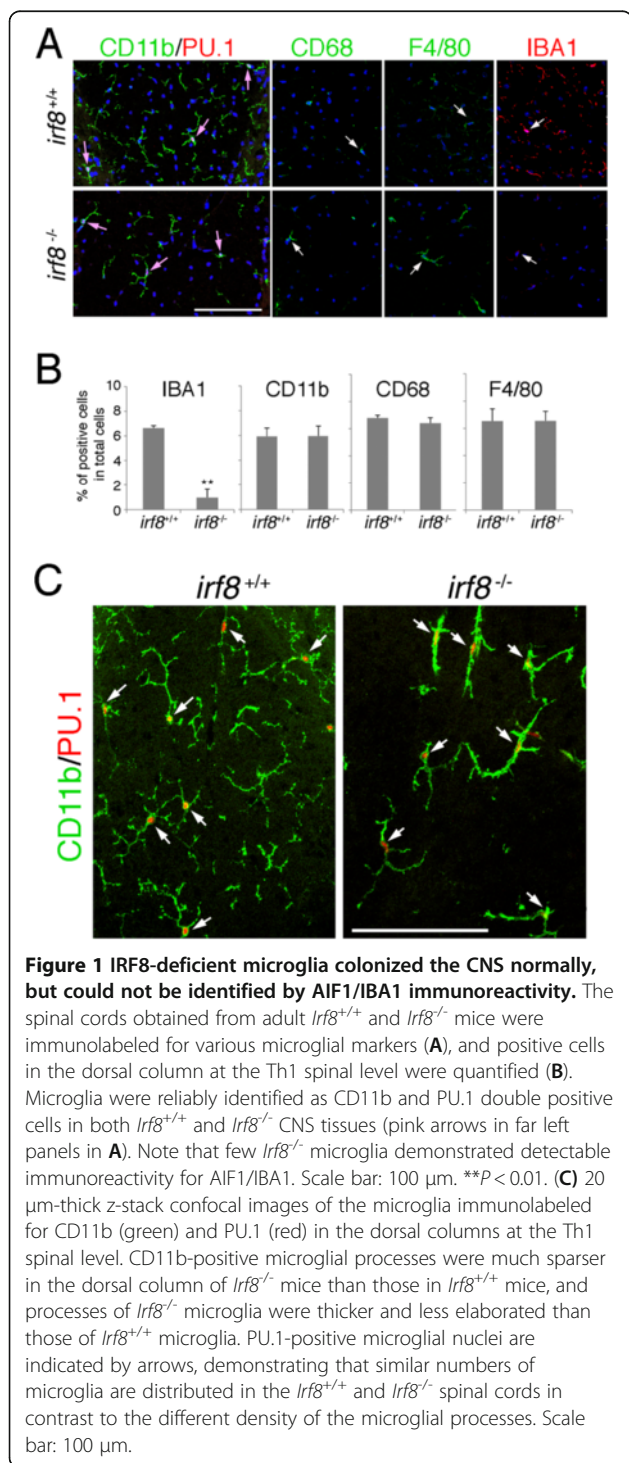 A
CD11b/PU.1 CD68 F4/80 IBA1
irf8+/+
irf8-/-
B
% of positive cells
in total cells
10
8
6
4
2
0
IBA1 CD11b CD68 F4/80
**
irf8+/+ irf8-/- irf8+/+ irf8-/- irf8+/+ irf8-/- irf8+/+ irf8-/-
C
irf8+/+ irf8-/-
CD11b/PU.1
Figure 1 IRF8-deficient microglia colonized the CNS normally,
but could not be identified by AIF1/IBA1 immunoreactivity. The
spinal cords obtained from adult Irf8+/+ and Irf8-/- mice were
immunolabeled for various microglial markers (A), and positive cells
in the dorsal column at the Th1 spinal level were quantified (B).
Microglia were reliably identified as CD11b and PU.1 double positive
cells in both Irf8+/+ and Irf8-/- CNS tissues (pink arrows in far left
panels in A). Note that few Irf8-/- microglia demonstrated detectable
immunoreactivity for AIF1/IBA1. Scale bar: 100 μm. **P < 0.01. (C) 20
μm-thick z-stack confocal images of the microglia immunolabeled
for CD11b (green) and PU.1 (red) in the dorsal columns at the Th1
spinal level. CD11b-positive microglial processes were much sparser
in the dorsal column of Irf8-/- mice than those in Irf8+/+ mice, and
processes of Irf8-/- microglia were thicker and less elaborated than
those of Irf8+/+ microglia. PU.1-positive microglial nuclei are
indicated by arrows, demonstrating that similar numbers of
microglia are distributed in the Irf8+/+ and Irf8-/- spinal cords in
contrast to the different density of the microglial processes. Scale
bar: 100 μm.